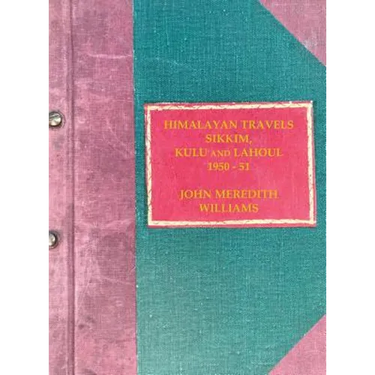 HIMALAYAN TRAVELS
SIKKIM,
KULU AND LAHOUL
1950 - 51
JOHN MEREDITH
WILLIAMS